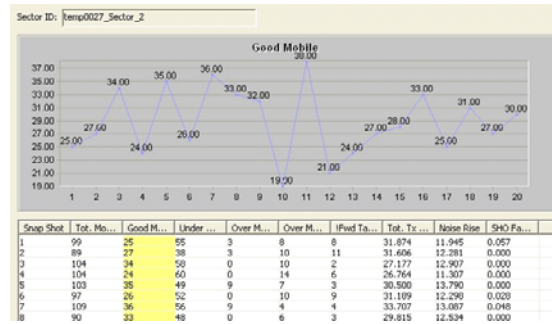 Sector ID: temp0027_Sector_2
Good Mobile
37.00
35.00
33.00
31.00
29.00
27.00
25.00
23.00
21.00
19.00
25.00 27.00 34.00 24.00 35.00 26.00 36.00 33.00 32.00 19.00 38.00 21.00 24.00 27.00 28.00 33.00 25.00 31.00 27.00 30.00
1 2 3 4 5 6 7 8 9 10 11 12 13 14 15 16 17 18 19 20
Snap Shot Tot. Mo... Good M... Under ... Over M... Over M... !Fwd Ta... Tot. Tx ... Noise Rise SHO Fa...
1 99 25 55 3 8 8 31.874 11.945 0.057
2 89 27 38 3 10 11 31.606 12.281 0.000
3 104 34 58 0 10 2 27.177 12.907 0.000
4 104 24 60 0 14 6 26.764 11.307 0.000
5 103 35 49 9 7 3 30.500 13.790 0.000
6 97 26 52 0 10 9 31.189 12.298 0.028
7 109 36 56 9 4 4 33.707 13.087 0.048
8 90 33 48 0 6 3 29.815 12.534 0.000